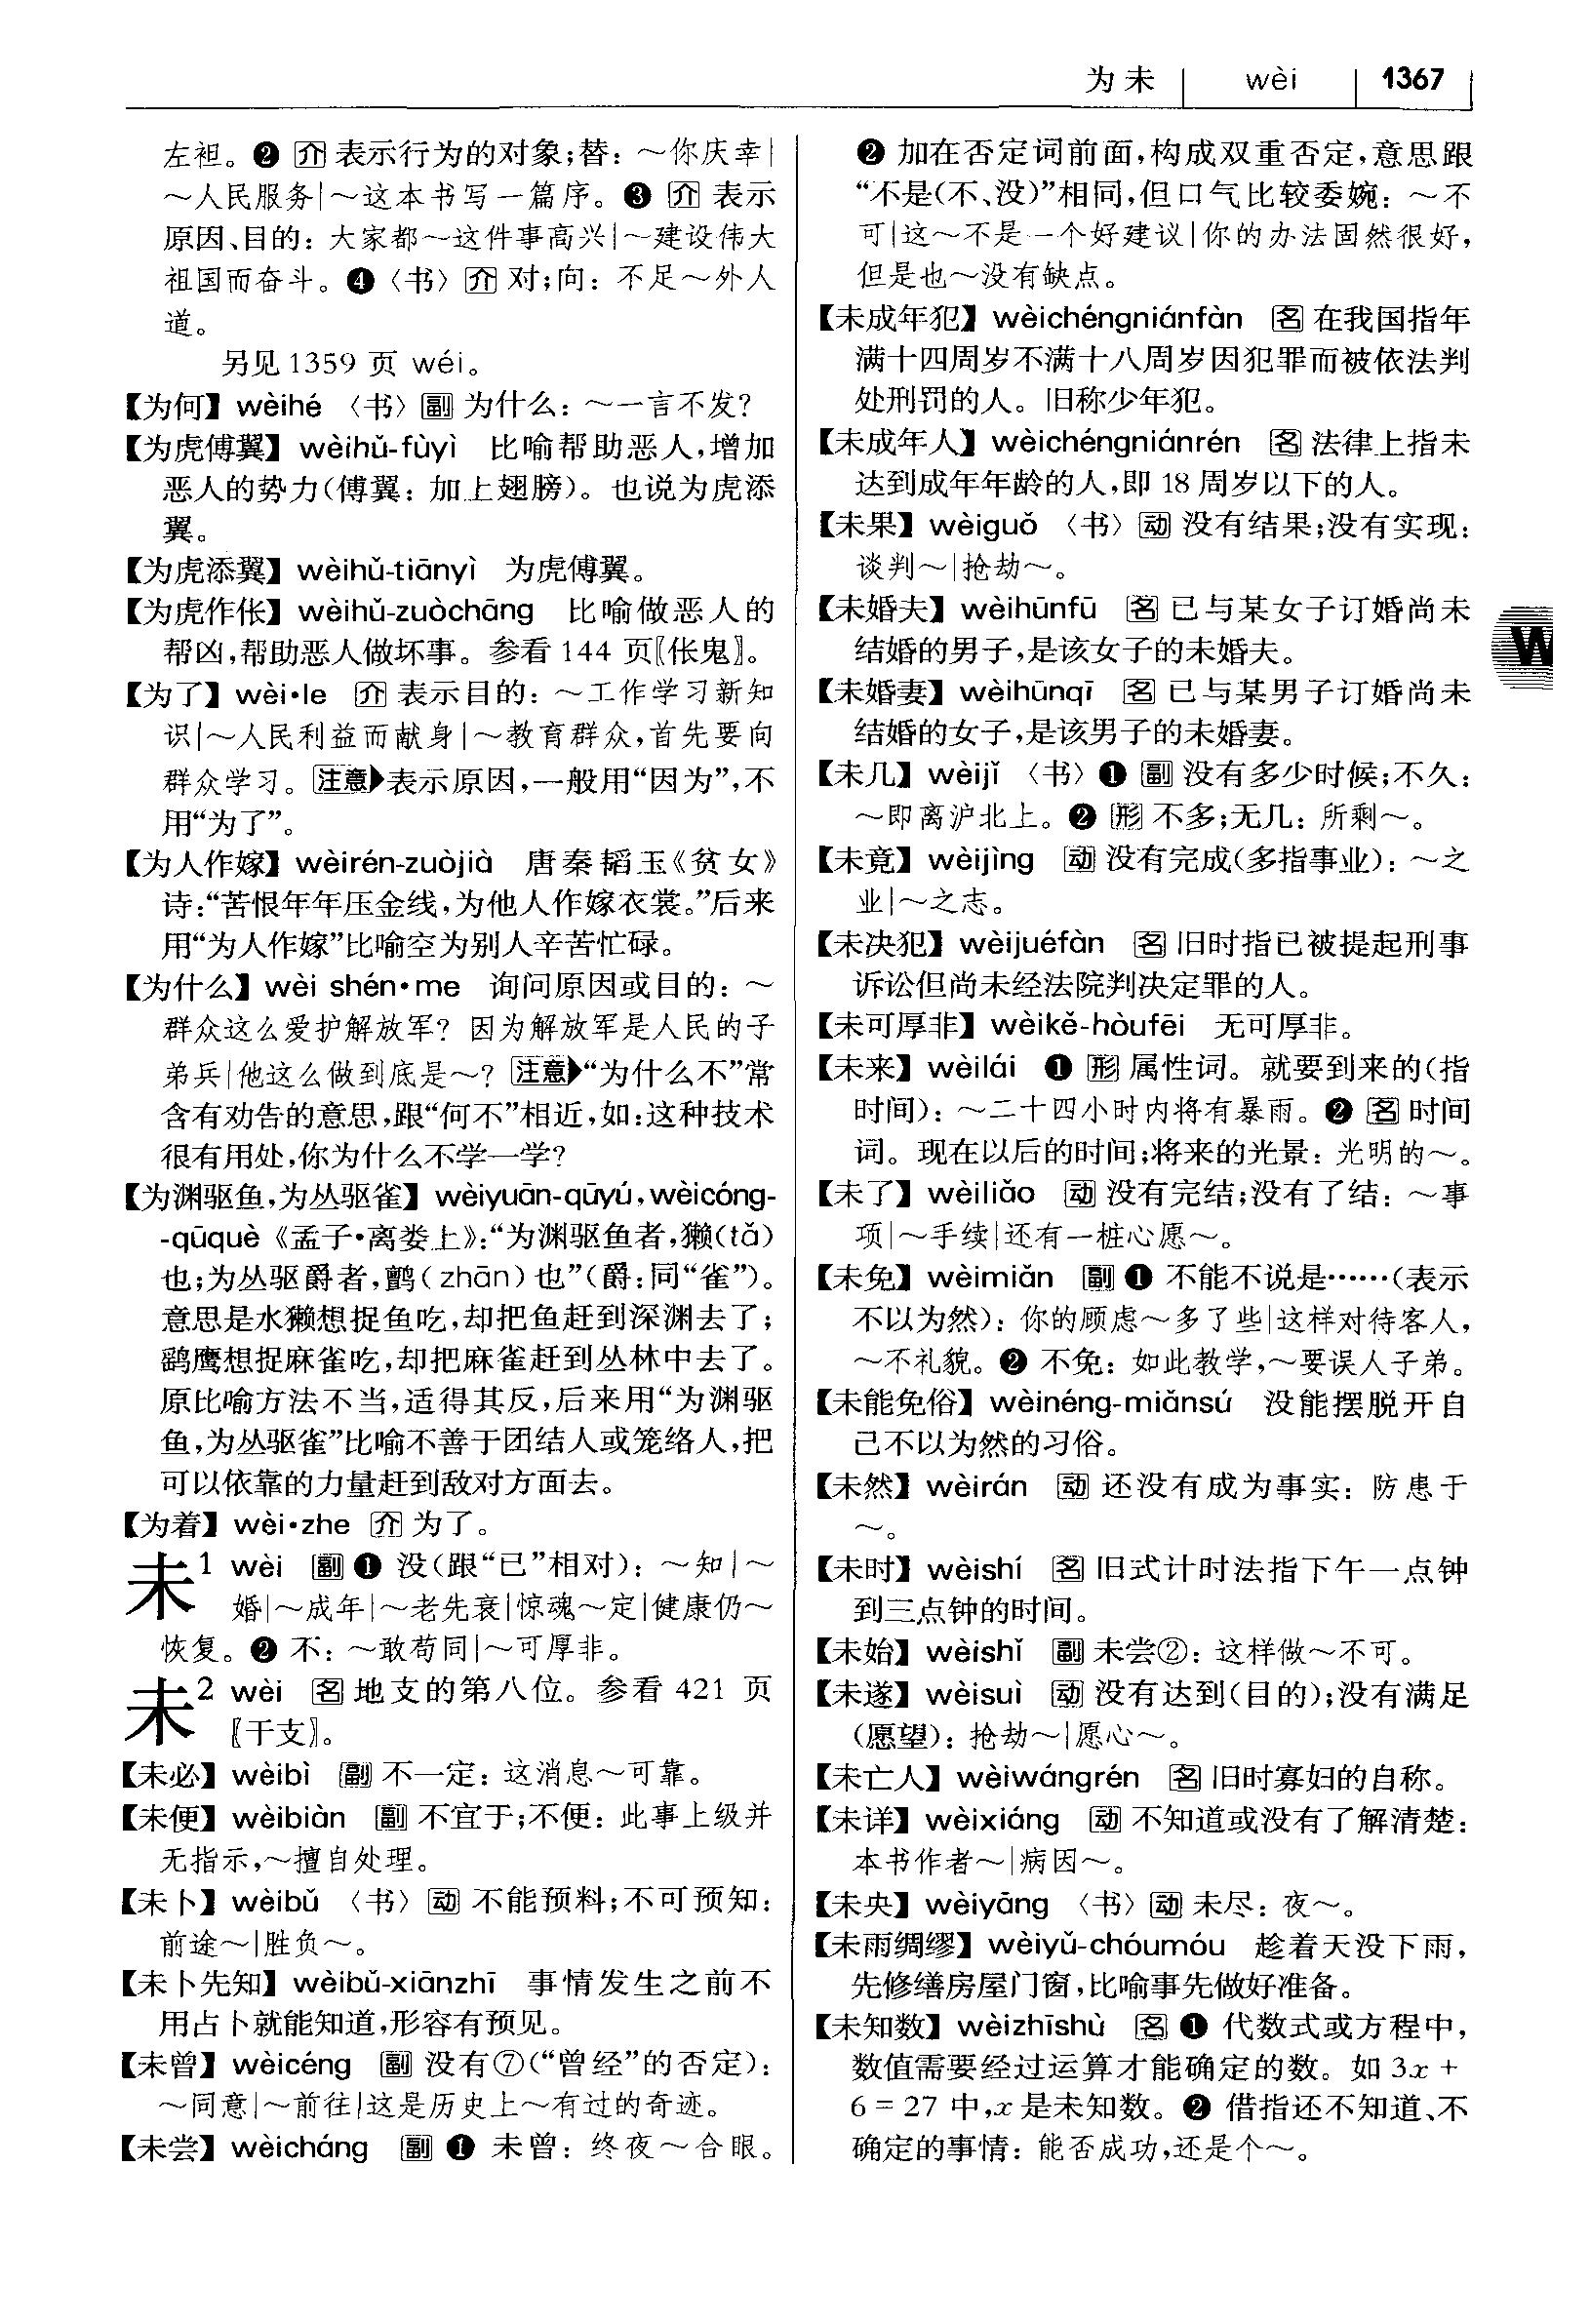 为 未 wèi 1367
左袒。❷ 介 表示行为的对象;替：～你庆幸|
～人民服务|～这本书写一篇序。❸ 介 表示
原因、目的：大家都～这件事高兴|～建设伟大
祖国而奋斗。❹〈书〉介 对;向：不足～外人
道。
另见 1359 页 wéi。
【为何】wèihé 〈书〉副 为什么：～一言不发？
【为虎傅翼】wèihǔ-fùyì 比喻帮助恶人,增加
恶人的势力(傅翼：加上翅膀)。也说为虎添
翼。
【为虎添翼】wèihǔ-tiānyì 为虎傅翼。
【为虎作伥】wèihǔ-zuòchāng 比喻做恶人的
帮凶,帮助恶人做坏事。参看 144 页〖伥鬼〗。
【为了】wèi•le 介 表示目的：～工作学习新知
识|～人民利益而献身|～教育群众,首先要向
群众学习。注意▶表示原因,一般用“因为”,不
用“为了”。
【为人作嫁】wèirén-zuòjià 唐秦韬玉《贫女》
诗:“苦恨年年压金线,为他人作嫁衣裳。”后来
用“为人作嫁”比喻空为别人辛苦忙碌。
【为什么】wèi shén•me 询问原因或目的：～
群众这么爱护解放军？因为解放军是人民的子
弟兵|他这么做到底是～？注意▶“为什么不”常
含有劝告的意思,跟“何不”相近,如:这种技术
很有用处,你为什么不学一学？
【为渊驱鱼,为丛驱雀】wèiyuān-qūyú,wèicóng-
-qūquè《孟子•离娄上》:“为渊驱鱼者,獭(tǎ)
也;为丛驱爵者,鹯(zhān)也”(爵:同“雀”)。
意思是水獭想捉鱼吃,却把鱼赶到深渊去了;
鹞鹰想捉麻雀吃,却把麻雀赶到丛林中去了。
原比喻方法不当,适得其反,后来用“为渊驱
鱼,为丛驱雀”比喻不善于团结人或笼络人,把
可以依靠的力量赶到敌对方面去。
【为着】wèi•zhe 介 为了。
未1 wèi 副 ❶ 没(跟“已”相对)：～知|～
婚|～成年|～老先衰|惊魂～定|健康仍～
恢复。❷ 不：～敢苟同|～可厚非。
未2 wèi 名 地支的第八位。参看 421 页
〖干支〗。
【未必】wèibì 副 不一定：这消息～可靠。
【未便】wèibiàn 副 不宜于;不便：此事上级并
无指示,～擅自处理。
【未卜】wèibǔ 〈书〉动 不能预料;不可预知：
前途～|胜负～。
【未卜先知】wèibǔ-xiānzhī 事情发生之前不
用占卜就能知道,形容有预见。
【未曾】wèicéng 副 没有⑦(“曾经”的否定)：
～同意|～前往|这是历史上～有过的奇迹。
【未尝】wèicháng 副 ❶ 未曾：终夜～合眼。
❷ 加在否定词前面,构成双重否定,意思跟
“不是(不、没)”相同,但口气比较委婉：～不
可|这～不是一个好建议|你的办法固然很好,
但是也～没有缺点。
【未成年犯】wèichéngniánfàn 名 在我国指年
满十四周岁不满十八周岁因犯罪而被依法判
处刑罚的人。旧称少年犯。
【未成年人】wèichéngniánrén 名 法律上指未
达到成年年龄的人,即 18 周岁以下的人。
【未果】wèiguǒ 〈书〉动 没有结果;没有实现：
谈判～|抢劫～。
【未婚夫】wèihūnfū 名 已与某女子订婚尚未
结婚的男子,是该女子的未婚夫。
【未婚妻】wèihūnqī 名 已与某男子订婚尚未
结婚的女子,是该男子的未婚妻。
【未几】wèijǐ 〈书〉❶ 副 没有多少时候;不久：
～即离沪北上。❷ 形 不多;无几：所剩～。
【未竟】wèijìng 动 没有完成(多指事业)：～之
业|～之志。
【未决犯】wèijuéfàn 名 旧时指已被提起刑事
诉讼但尚未经法院判决定罪的人。
【未可厚非】wèikě-hòufēi 无可厚非。
【未来】wèilái ❶ 形 属性词。就要到来的(指
时间)：～二十四小时内将有暴雨。❷ 名 时间
词。现在以后的时间;将来的光景：光明的～。
【未了】wèiliǎo 动 没有完结;没有了结：～事
项|～手续|还有一桩心愿～。
【未免】wèimiǎn 副 ❶ 不能不说是……(表示
不以为然)：你的顾虑～多了些|这样对待客人,
～不礼貌。❷ 不免：如此教学,～要误人子弟。
【未能免俗】wèinéng-miǎnsú 没能摆脱开自
己不以为然的习俗。
【未然】wèirán 动 还没有成为事实：防患于
～。
【未时】wèishí 名 旧式计时法指下午一点钟
到三点钟的时间。
【未始】wèishǐ 副 未尝②：这样做～不可。
【未遂】wèisuì 动 没有达到(目的);没有满足
(愿望)：抢劫～|愿心～。
【未亡人】wèiwángrén 名 旧时寡妇的自称。
【未详】wèixiáng 动 不知道或没有了解清楚：
本书作者～|病因～。
【未央】wèiyāng 〈书〉动 未尽：夜～。
【未雨绸缪】wèiyǔ-chóumóu 趁着天没下雨,
先修缮房屋门窗,比喻事先做好准备。
【未知数】wèizhīshù 名 ❶ 代数式或方程中,
数值需要经过运算才能确定的数。如 3x +
6 = 27 中,x 是未知数。❷ 借指还不知道、不
确定的事情：能否成功,还是个～。
W